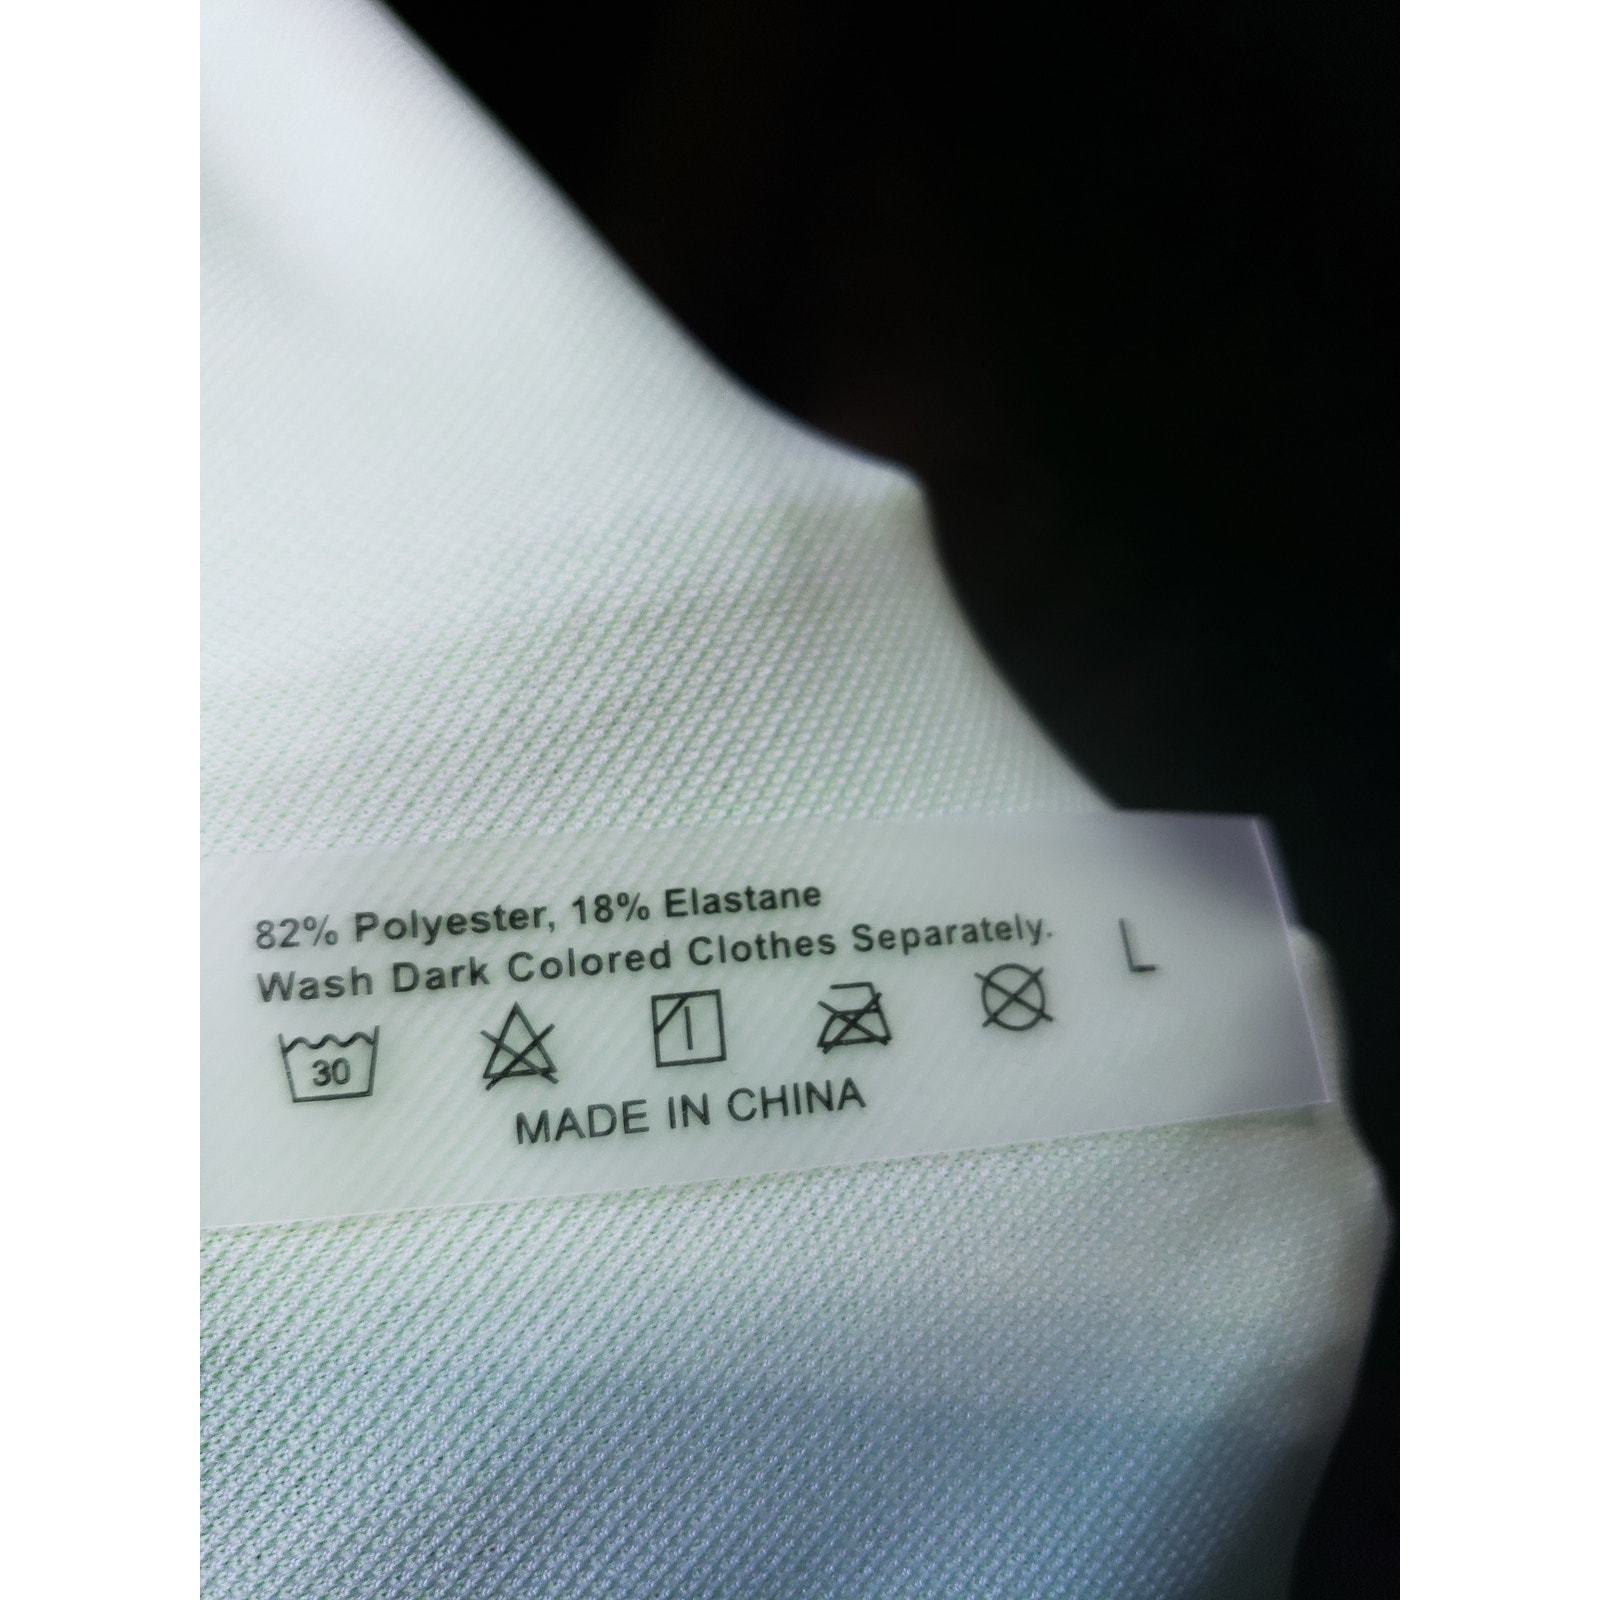 82% Polyester, 18% Elastane
Wash Dark Colored Clothes Separately.
L
30
MADE IN CHINA